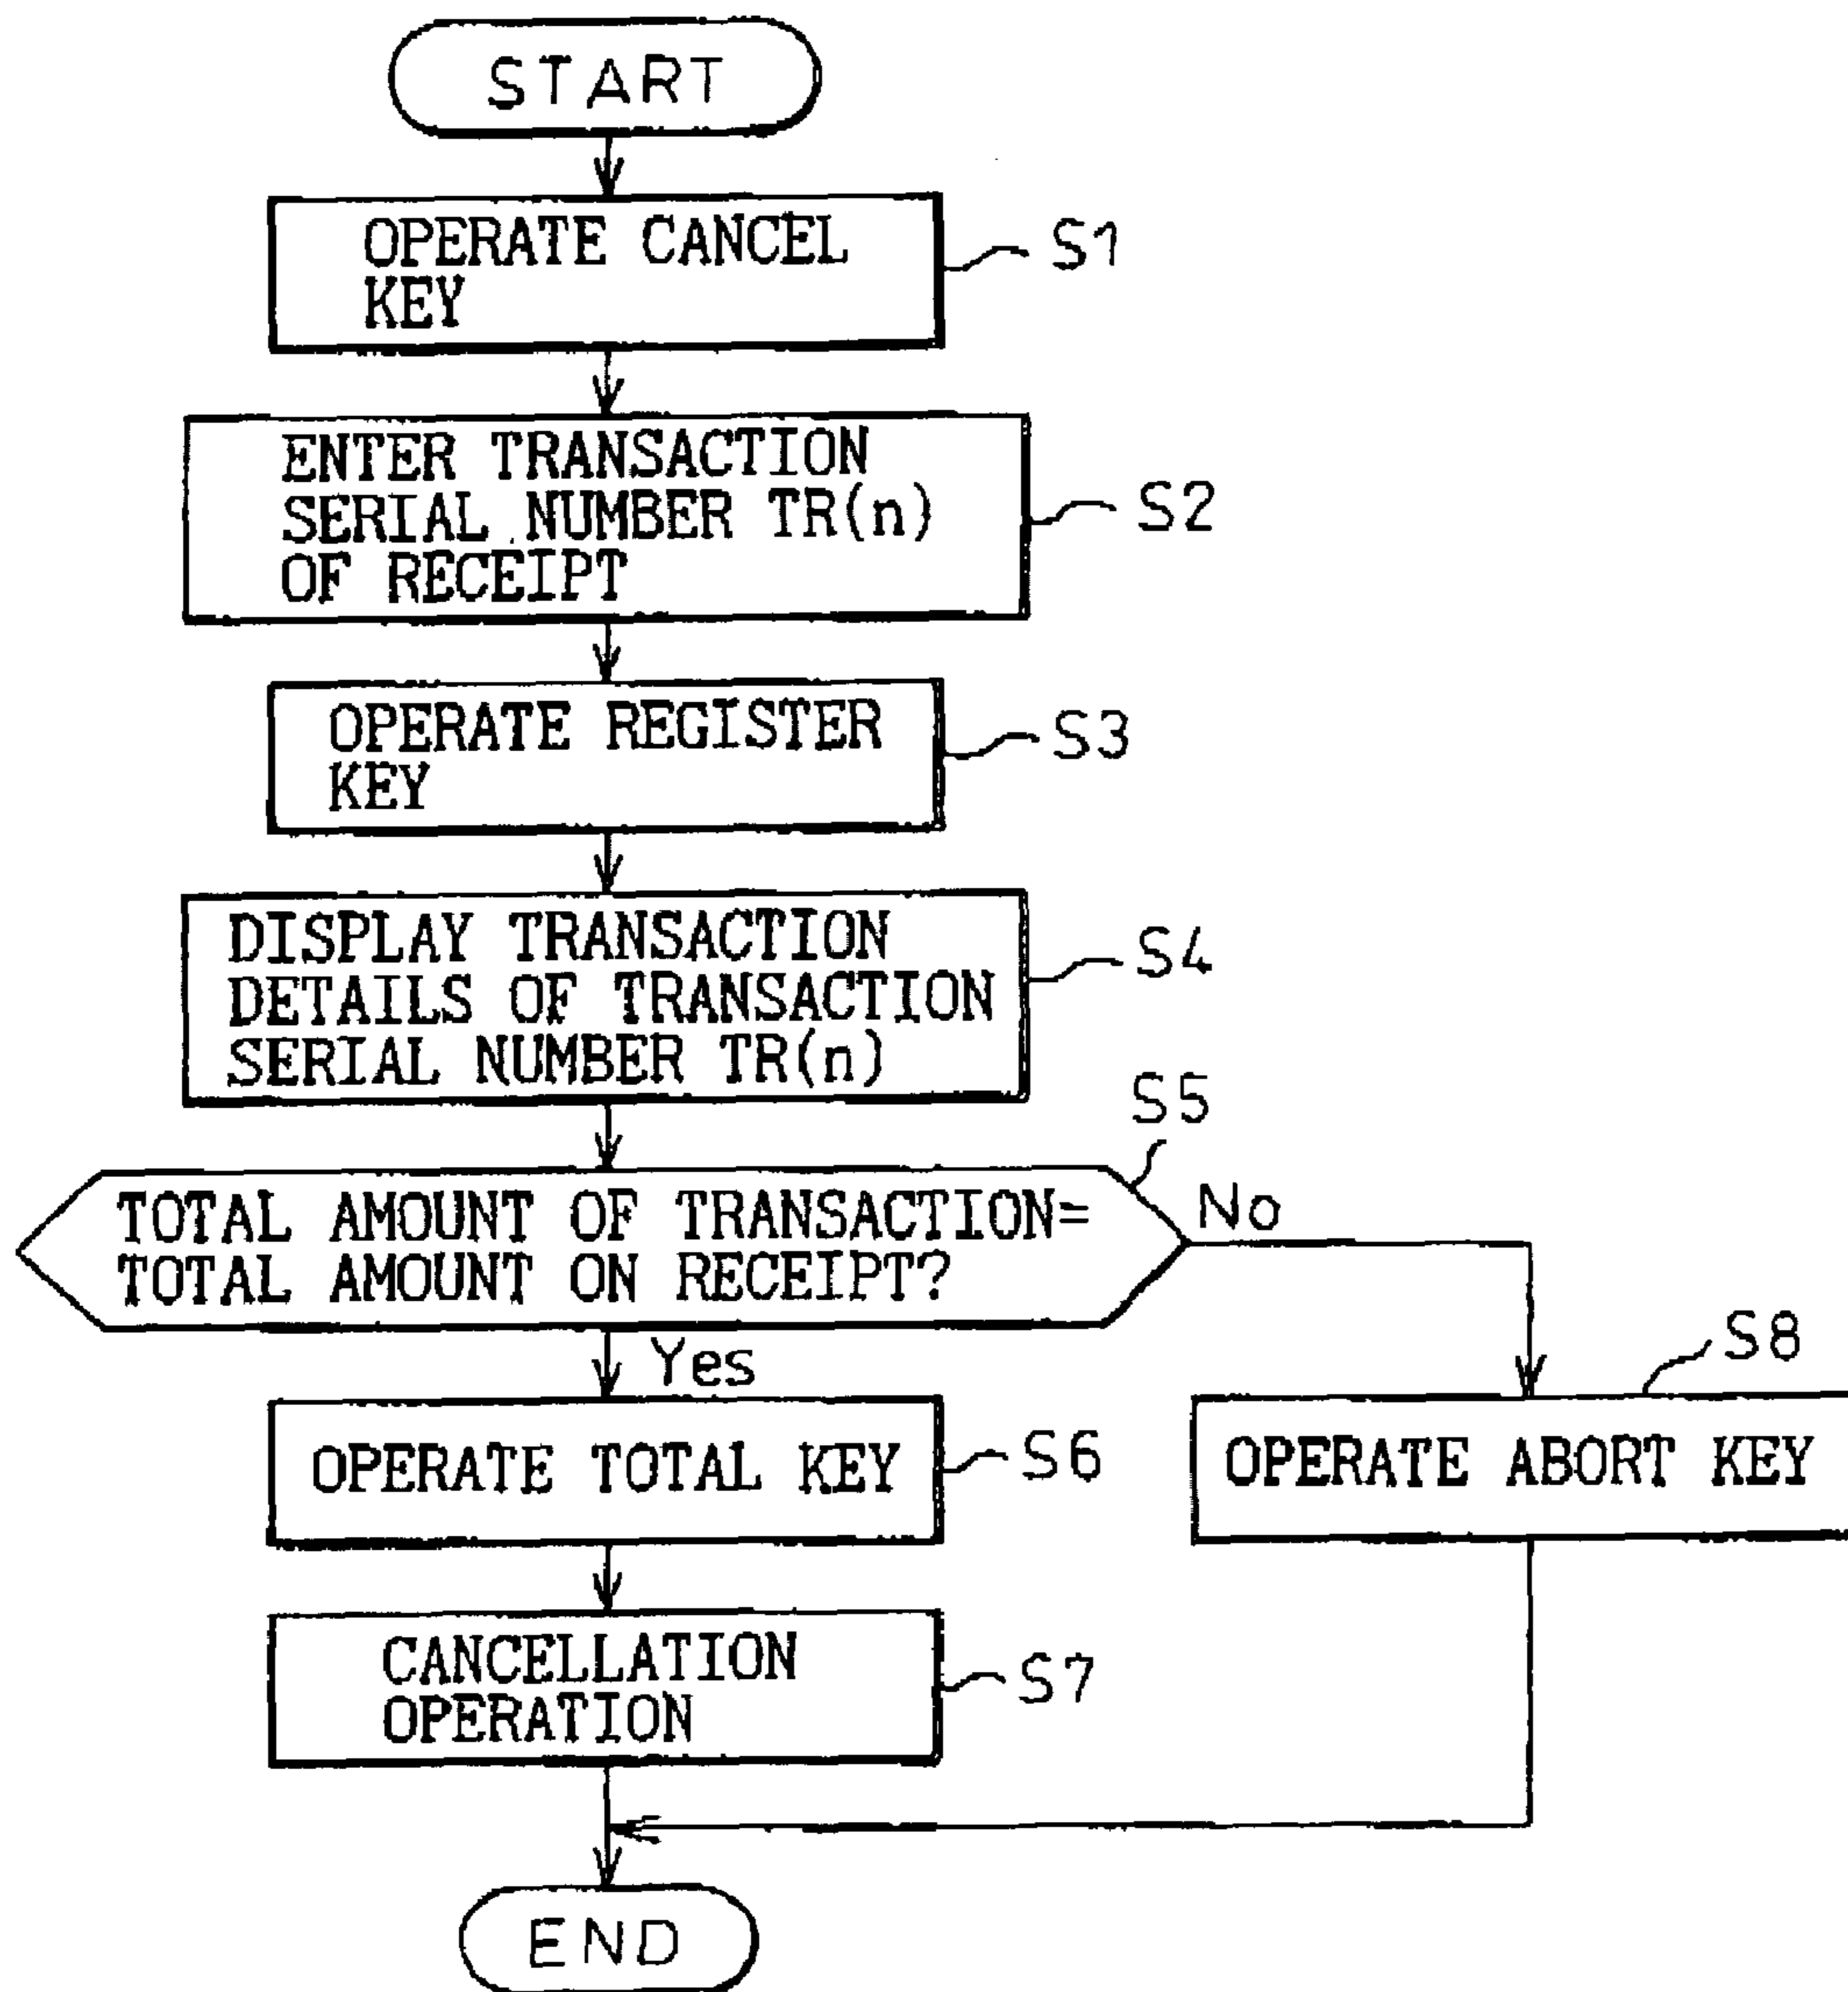 START
OPERATE CANCEL
KEY
S1
ENTER TRANSACTION
SERIAL NUMBER TR(n)
OF RECEIPT
S2
OPERATE REGISTER
KEY
S3
DISPLAY TRANSACTION
DETAILS OF TRANSACTION
SERIAL NUMBER TR(n)
S4
S5
TOTAL AMOUNT OF TRANSACTION=
TOTAL AMOUNT ON RECEIPT?
No
Yes
S8
OPERATE TOTAL KEY
S6
OPERATE ABORT KEY
CANCELLATION
OPERATION
S7
END